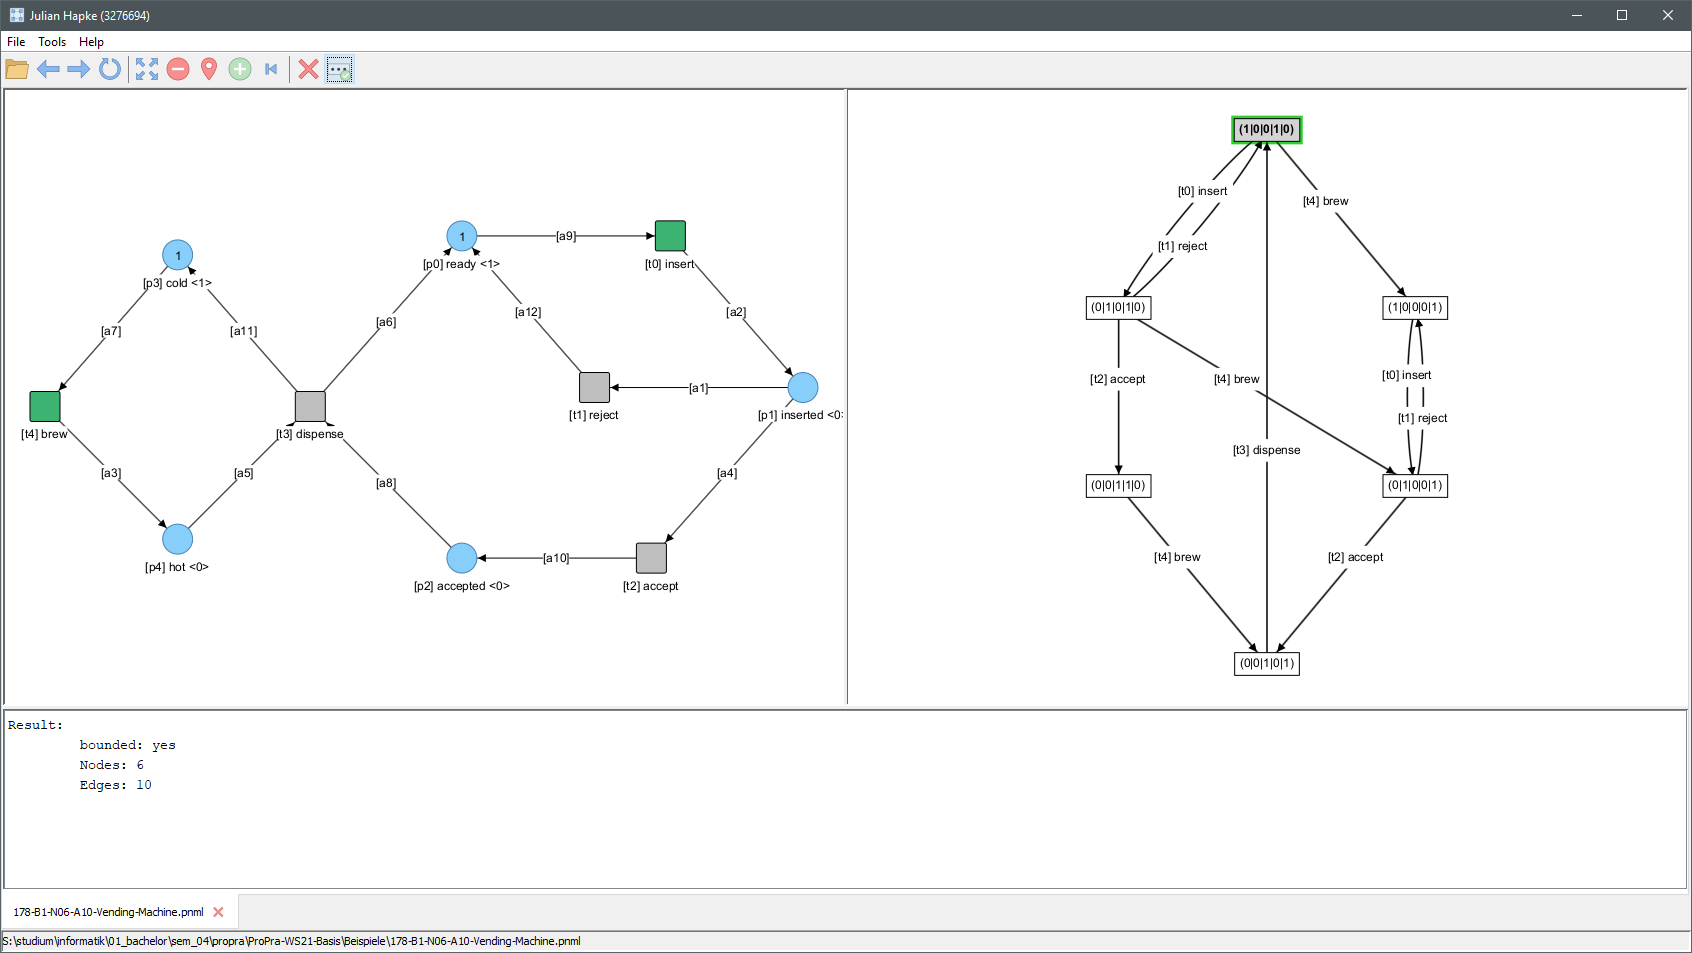 Julian Hapke (3276694)
File Tools Help
1
[p3] cold <1>
[a7]
[a11]
[t4] brew
[a3]
[a5]
[p4] hot <0>
[t3] dispense
[a6]
[a8]
1
[p0] ready <1>
[a9]
[t0] insert
[a12]
[a2]
[t1] reject
[a1]
[p1] inserted <0>
[a4]
[p2] accepted <0>
[a10]
[t2] accept
(1|0|0|1|0)
[t0] insert
[t4] brew
[t1] reject
(0|1|0|1|0)
(1|0|0|0|1)
[t2] accept
[t4] brew
[t0] insert
[t1] reject
[t3] dispense
(0|0|1|1|0)
(0|1|0|0|1)
[t4] brew
[t2] accept
(0|0|1|0|1)
Result:
bounded: yes
Nodes: 6
Edges: 10
178-B1-N06-A10-Vending-Machine.pnml
S:\studium\informatik\01_bachelor\sem_04\propra\ProPra-WS21-Basis\Beispiele\178-B1-N06-A10-Vending-Machine.pnml